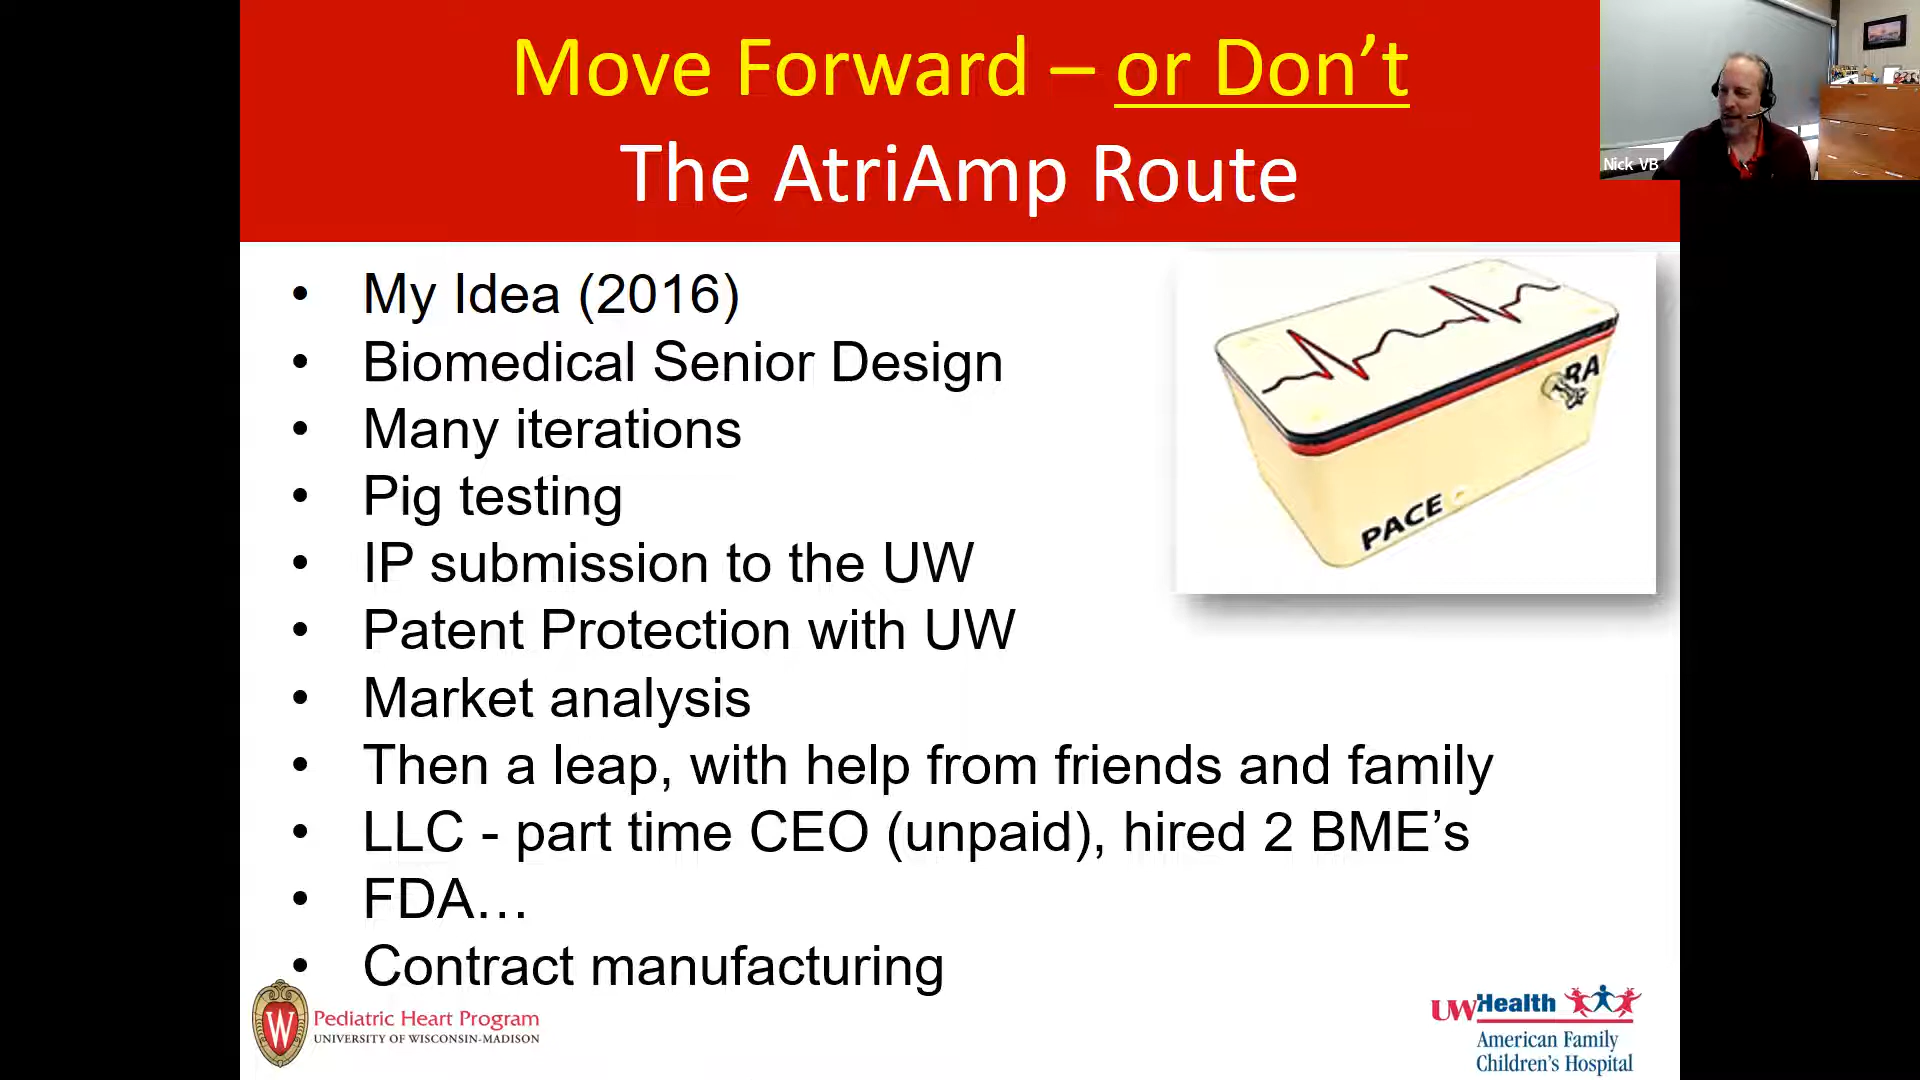 Move Forward – or Don't
The AtriAmp Route
Nick VB
• My Idea (2016)
• Biomedical Senior Design
• Many iterations
• Pig testing
• IP submission to the UW
• Patent Protection with UW
• Market analysis
• Then a leap, with help from friends and family
• LLC - part time CEO (unpaid), hired 2 BME's
• FDA…
• Contract manufacturing
RA
PACE
W
Pediatric Heart Program
UNIVERSITY OF WISCONSIN-MADISON
UWHealth
American Family
Children's Hospital